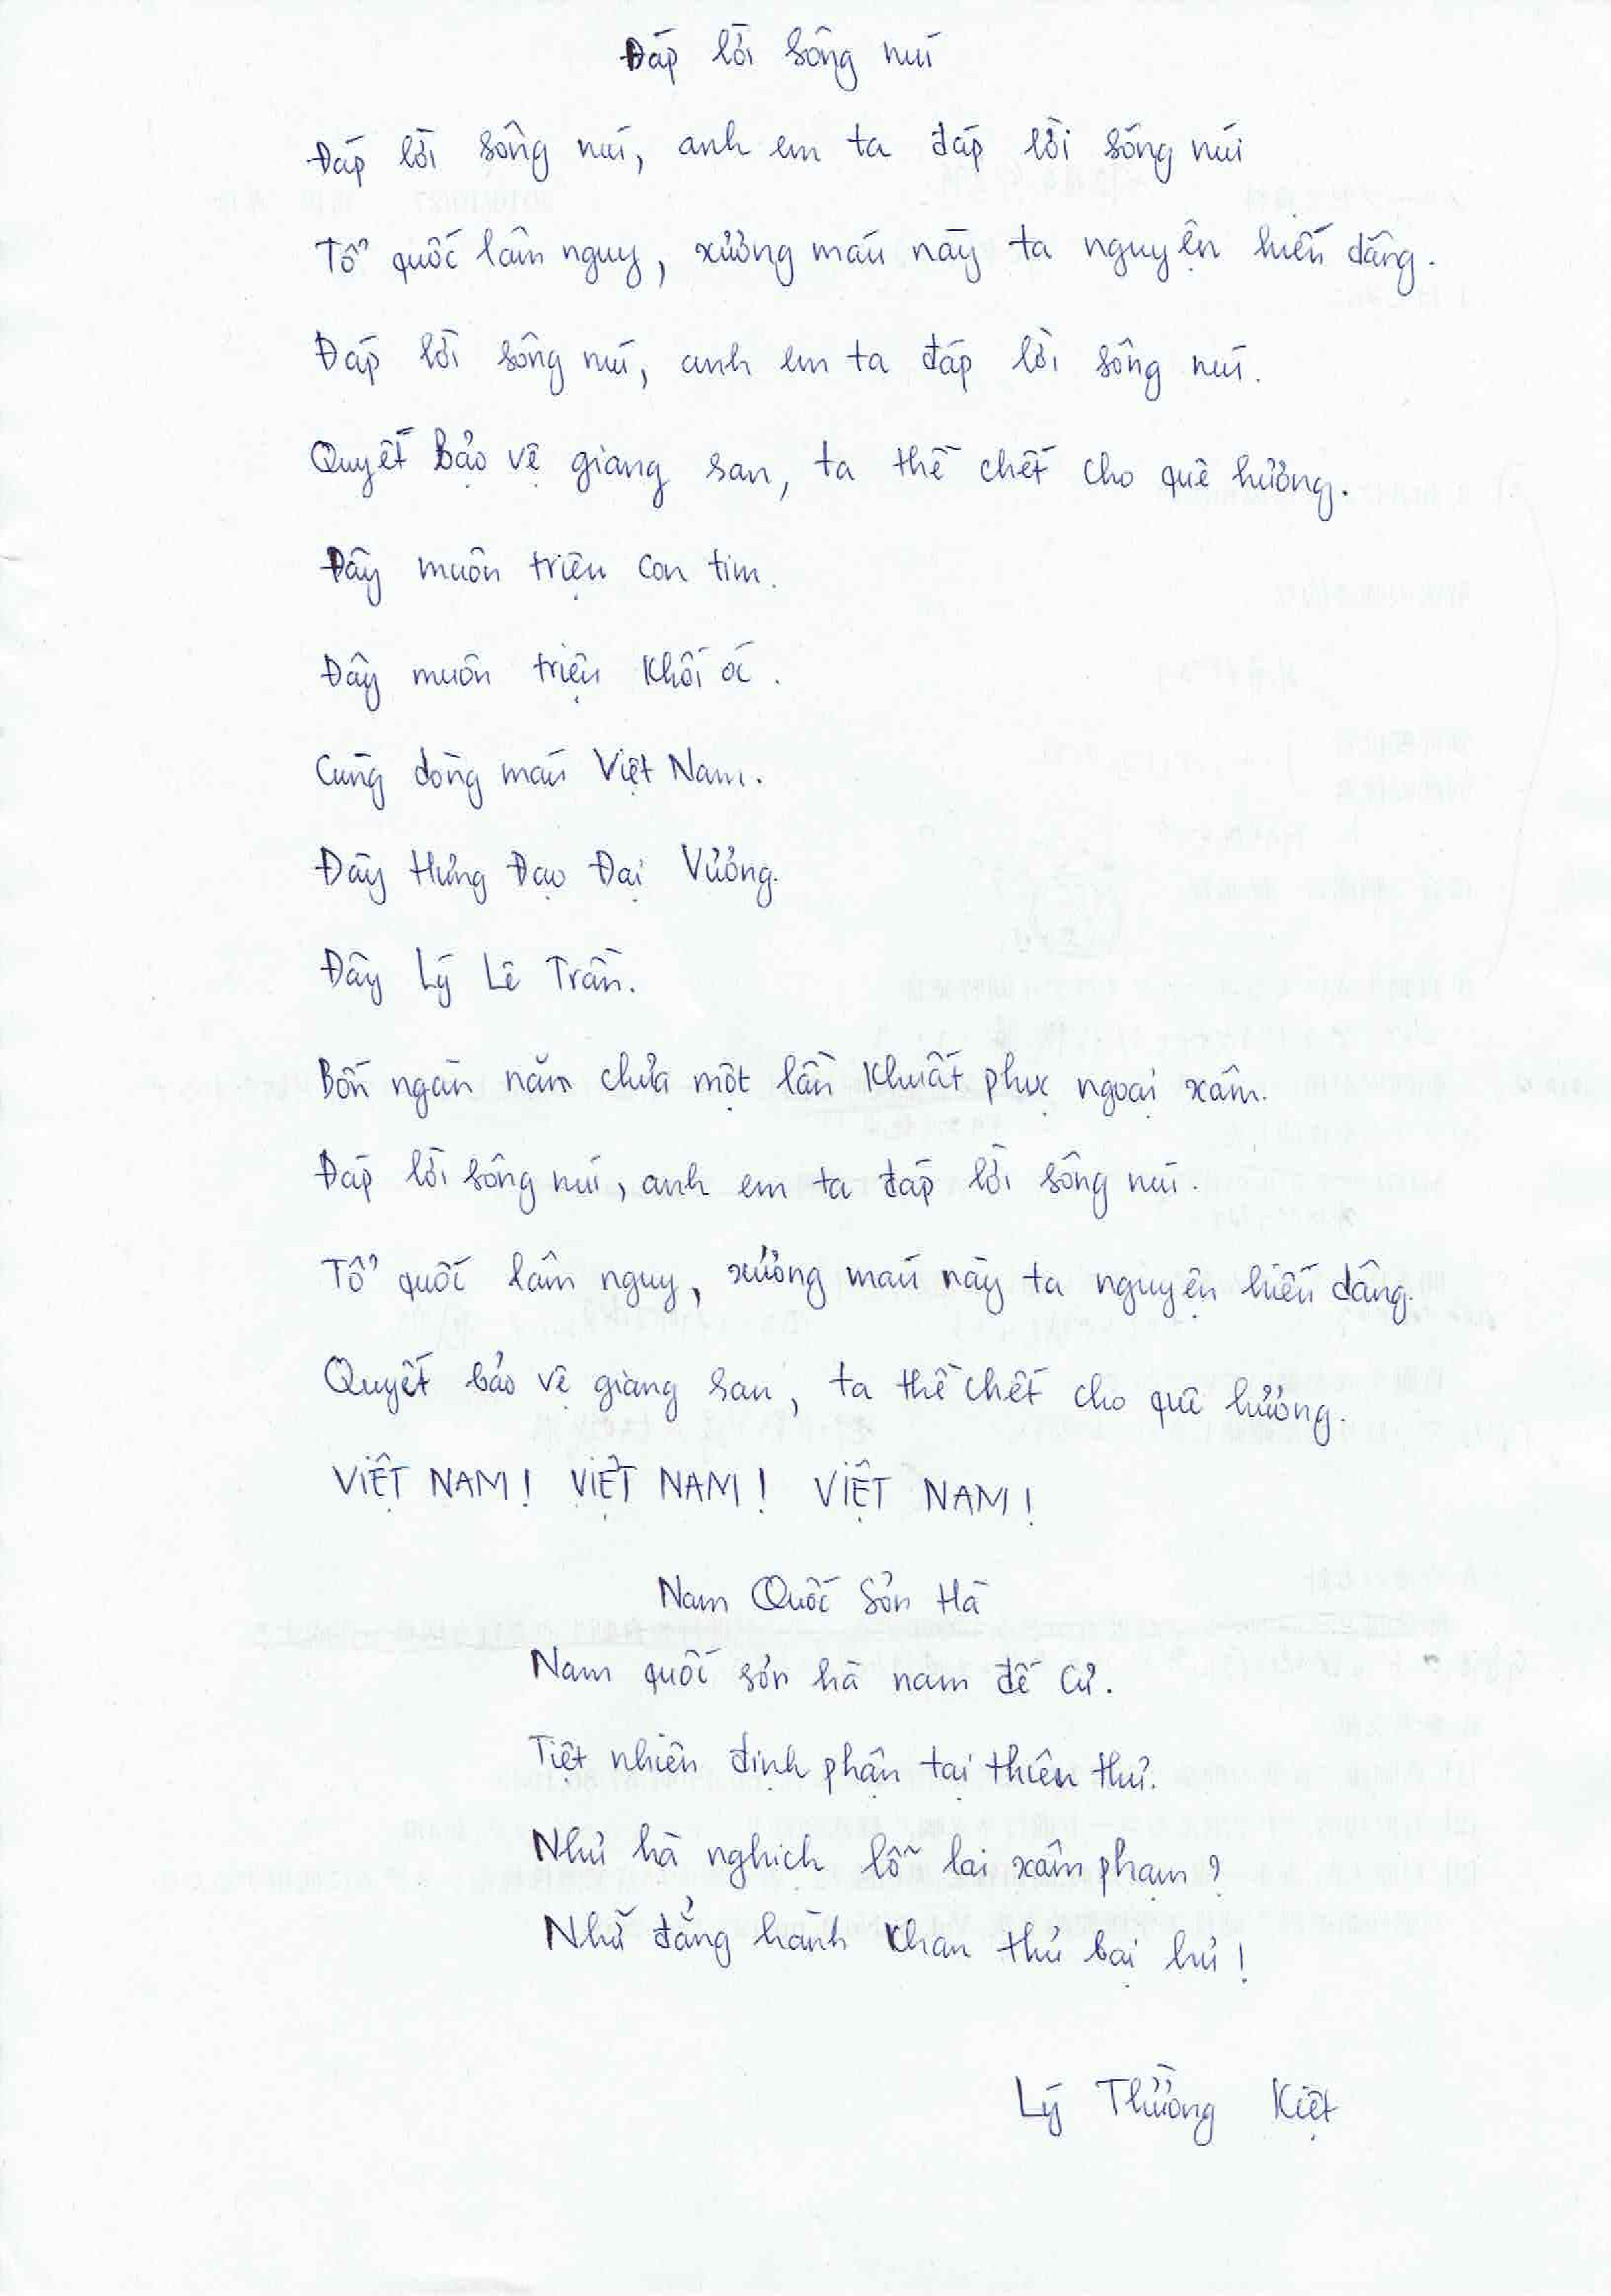 Đáp lời sông núi
Đáp lời sông núi, anh em ta đáp lời sông núi
Tổ quốc lâm nguy, xương máu này ta nguyện hiến dâng.
Đáp lời sông núi, anh em ta đáp lời sông núi.
Quyết bảo vệ giang san, ta thề chết cho quê hương.
Đây muôn triệu con tim.
Đây muôn triệu khối óc.
Cùng dòng máu Việt Nam.
Đây Hưng Đạo Đại Vương.
Đây Lý Lê Trần.
Bốn ngàn năm chưa một lần khuất phục ngoại xâm.
Đáp lời sông núi, anh em ta đáp lời sông núi.
Tổ quốc lâm nguy, xương máu này ta nguyện hiến dâng.
Quyết bảo vệ giang san, ta thề chết cho quê hương.
VIỆT NAM! VIỆT NAM! VIỆT NAM!
Nam Quốc Sơn Hà
Nam quốc sơn hà nam đế cư.
Tiệt nhiên định phận tại thiên thư.
Như hà nghịch lỗ lai xâm phạm?
Nhữ đẳng hành khan thủ bại hư!
Lý Thường Kiệt